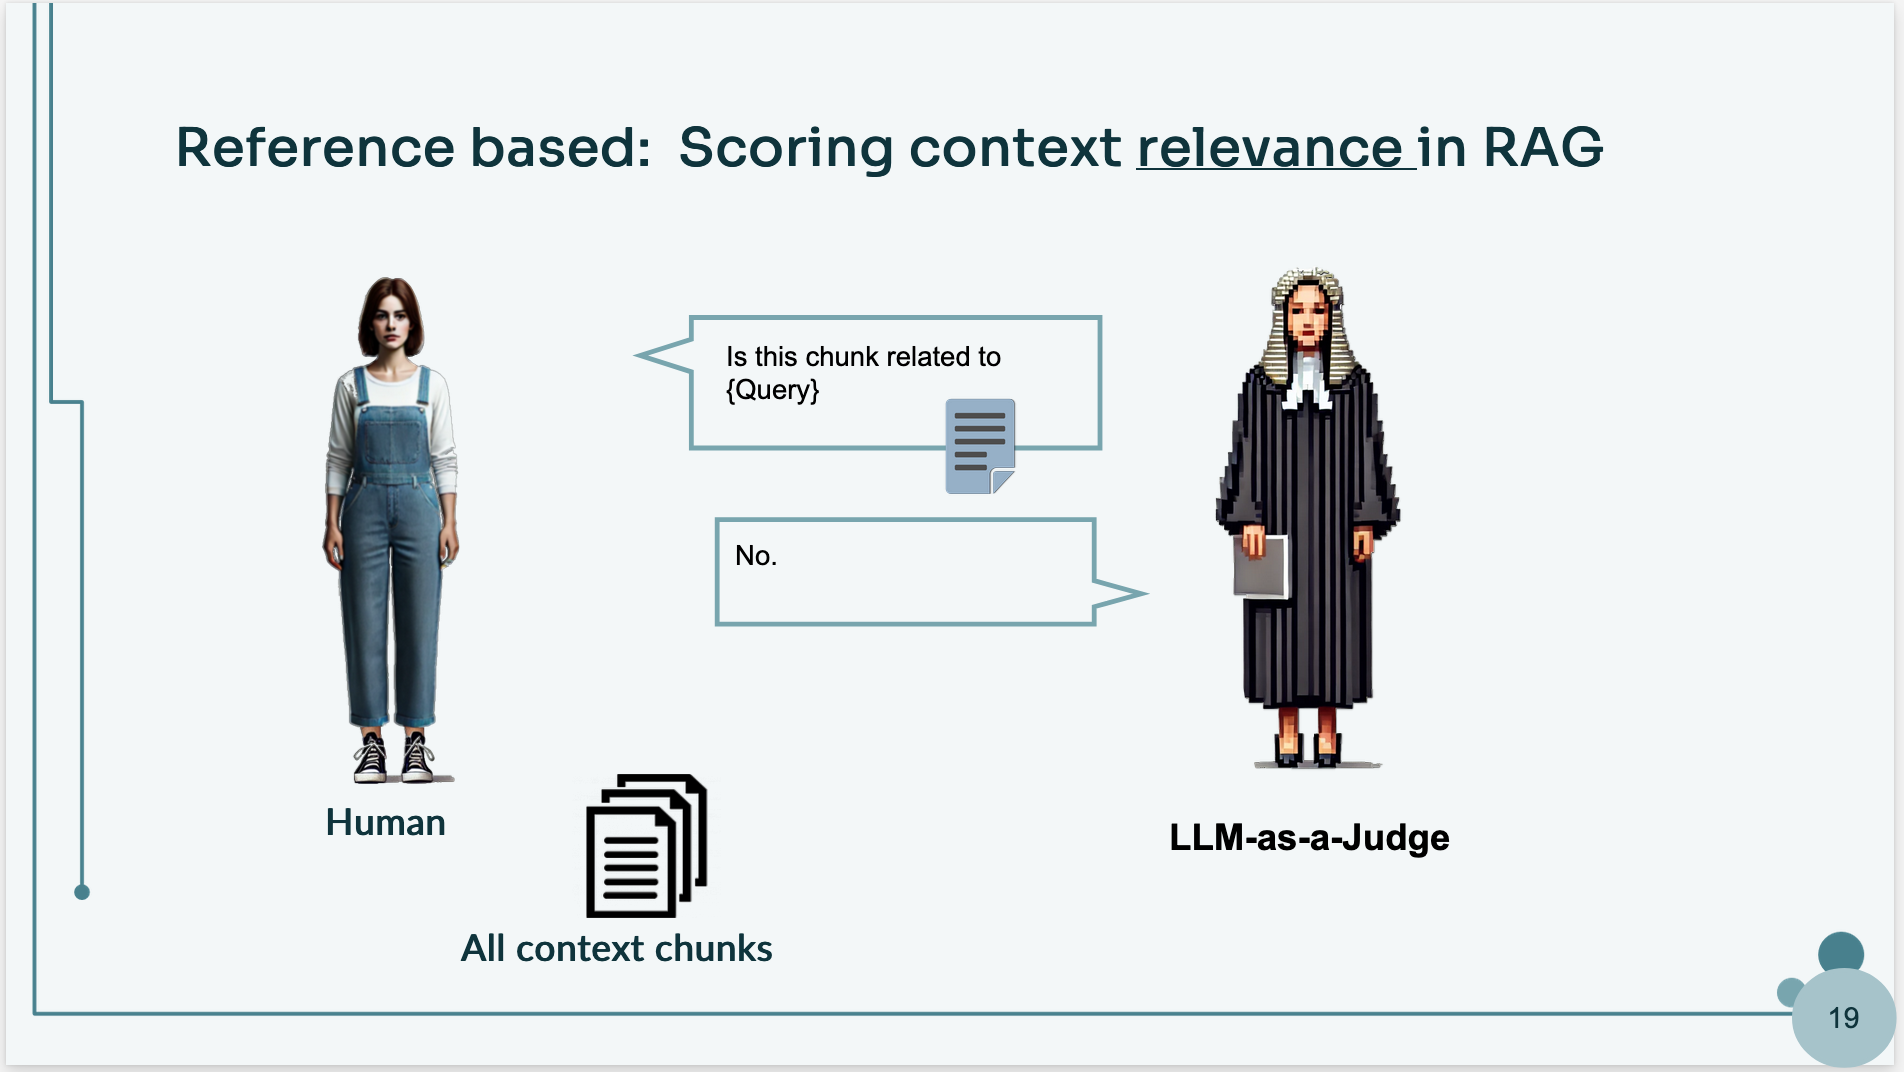 Reference based:  Scoring context relevance in RAG
Is this chunk related to
{Query}
No.
Human
LLM-as-a-Judge
All context chunks
19